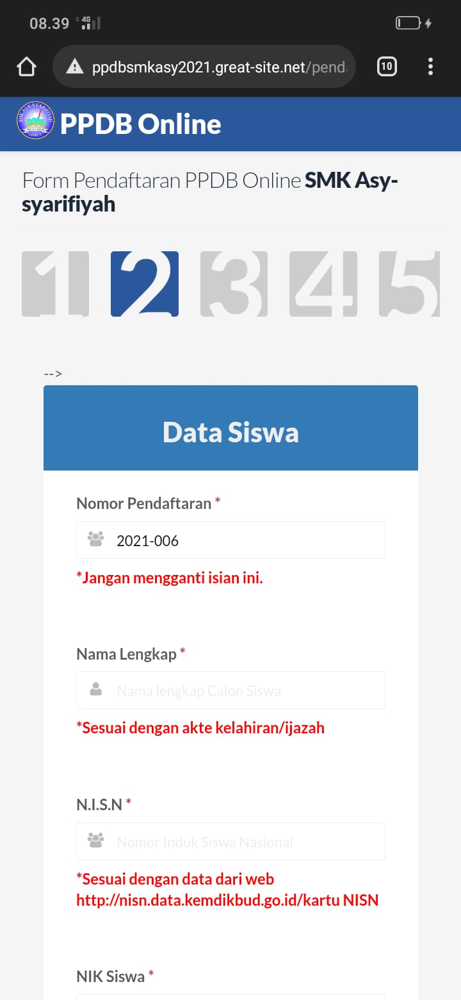 08.39 4G
ppdbsmkasy2021.great-site.net/pend
10
PPDB Online
Form Pendaftaran PPDB Online SMK Asy-
syarifiyah
1 2 3 4 5
-->
Data Siswa
Nomor Pendaftaran *
2021-006
*Jangan mengganti isian ini.
Nama Lengkap *
Nama lengkap Calon Siswa
*Sesuai dengan akte kelahiran/ijazah
N.I.S.N *
Nomor Induk Siswa Nasional
*Sesuai dengan data dari web
http://nisn.data.kemdikbud.go.id/kartu NISN
NIK Siswa *